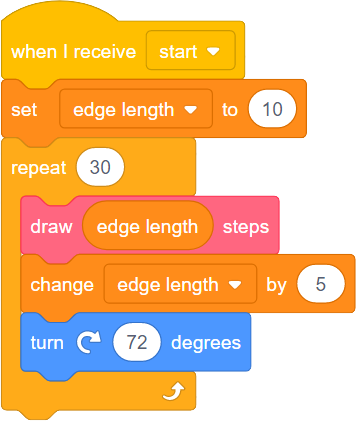 when I receive start
set edge length to 10
repeat 30
draw edge length steps
change edge length by 5
turn 72 degrees